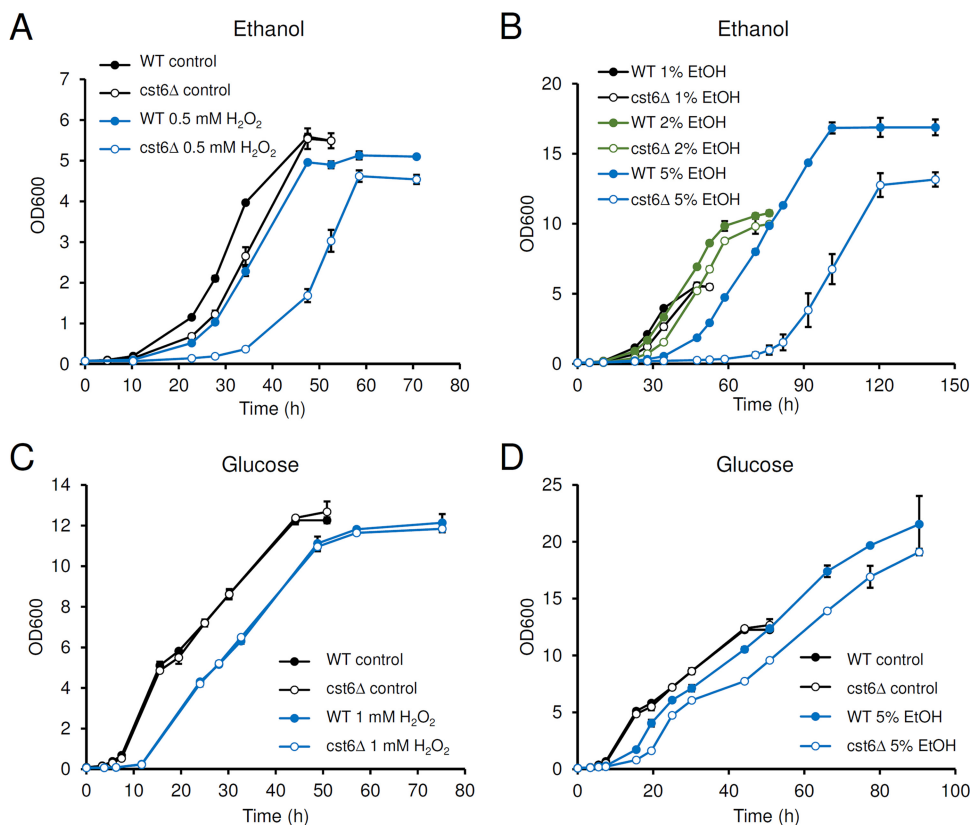 A
Ethanol
WT control
cst6Δ control
WT 0.5 mM H₂O₂
cst6Δ 0.5 mM H₂O₂
7
6
5
4
3
2
1
0
OD600
0 10 20 30 40 50 60 70 80
Time (h)
B
Ethanol
WT 1% EtOH
cst6Δ 1% EtOH
WT 2% EtOH
cst6Δ 2% EtOH
WT 5% EtOH
cst6Δ 5% EtOH
20
15
10
5
0
OD600
0 30 60 90 120 150
Time (h)
C
Glucose
14
12
10
8
6
4
2
0
OD600
WT control
cst6Δ control
WT 1 mM H₂O₂
cst6Δ 1 mM H₂O₂
0 10 20 30 40 50 60 70 80
Time (h)
D
Glucose
25
20
15
10
5
0
OD600
WT control
cst6Δ control
WT 5% EtOH
cst6Δ 5% EtOH
0 20 40 60 80 100
Time (h)